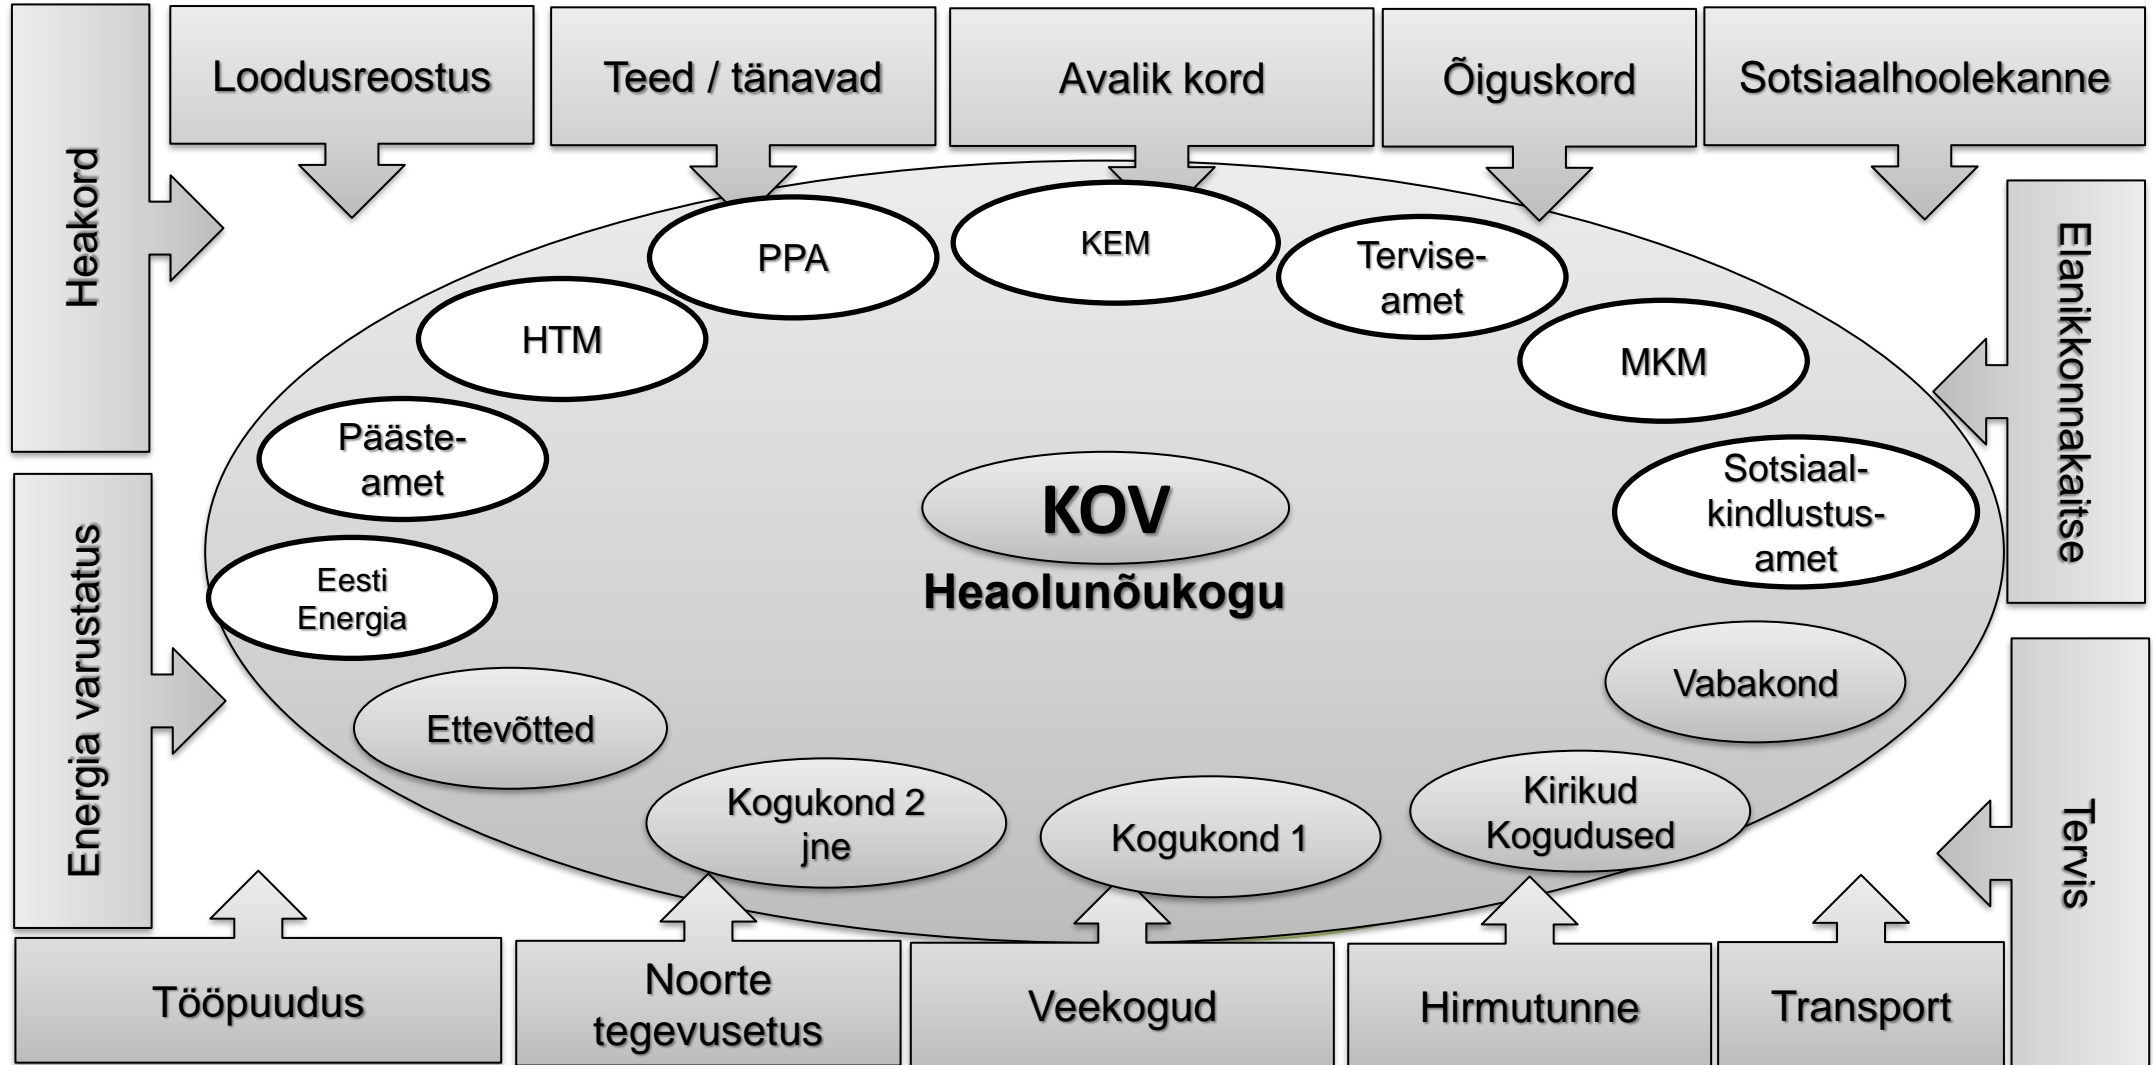 Loodusreostus
Teed / tänavad
Avalik kord
Õiguskord
Sotsiaalhoolekanne
Heakord
Elanikkonnakaitse
PPA
KEM
Tervise-
amet
HTM
MKM
Pääste-
amet
KOV
Heaolunõukogu
Sotsiaal-
kindlustus-
amet
Eesti
Energia
Energia varustatus
Ettevõtted
Vabakond
Kogukond 2
jne
Kogukond 1
Kirikud
Kogudused
Tervis
Tööpuudus
Noorte
tegevusetus
Veekogud
Hirmutunne
Transport